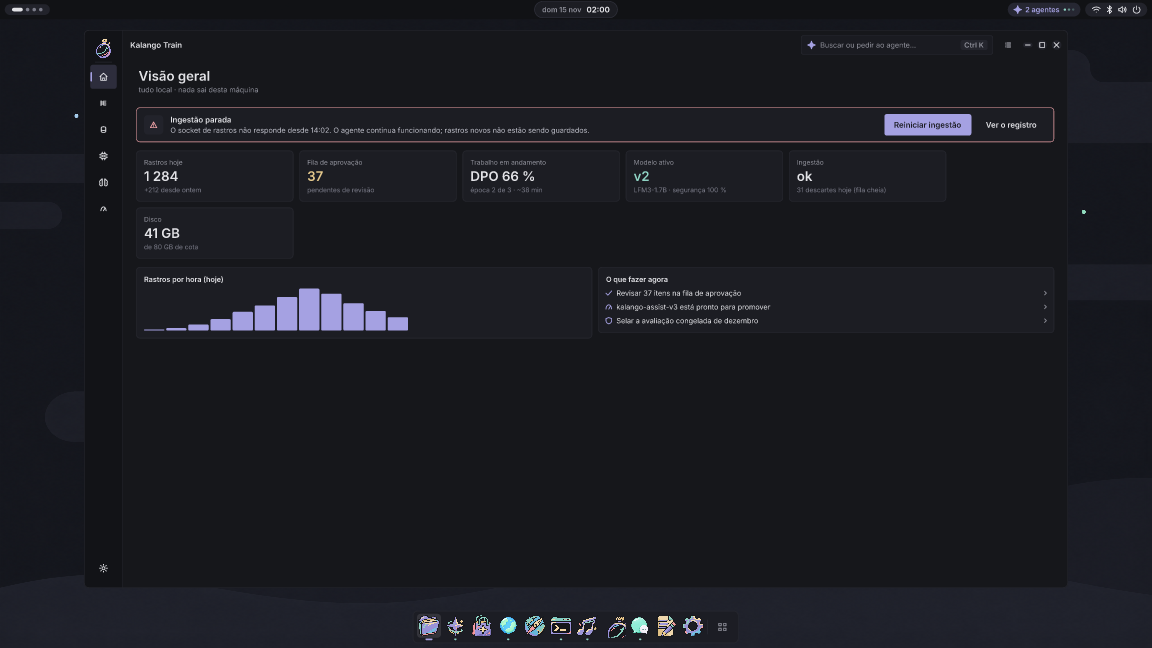 dom 15 nov 02:00
2 agentes
Kalango Train
Buscar ou pedir ao agente... Ctrl K
Visão geral
tudo local · nada sai desta máquina
Ingestão parada
O socket de rastros não responde desde 14:02. O agente continua funcionando; rastros novos não estão sendo guardados.
Reiniciar ingestão
Ver o registro
Rastros hoje
1 284
+212 desde ontem
Fila de aprovação
37
pendentes de revisão
Trabalho em andamento
DPO 66 %
época 2 de 3 · ~38 min
Modelo ativo
v2
LFM3-1.7B · segurança 100 %
Ingestão
ok
31 descartes hoje (fila cheia)
Disco
41 GB
de 80 GB de cota
Rastros por hora (hoje)
O que fazer agora
Revisar 37 itens na fila de aprovação
kalango-assist-v3 está pronto para promover
Selar a avaliação congelada de dezembro